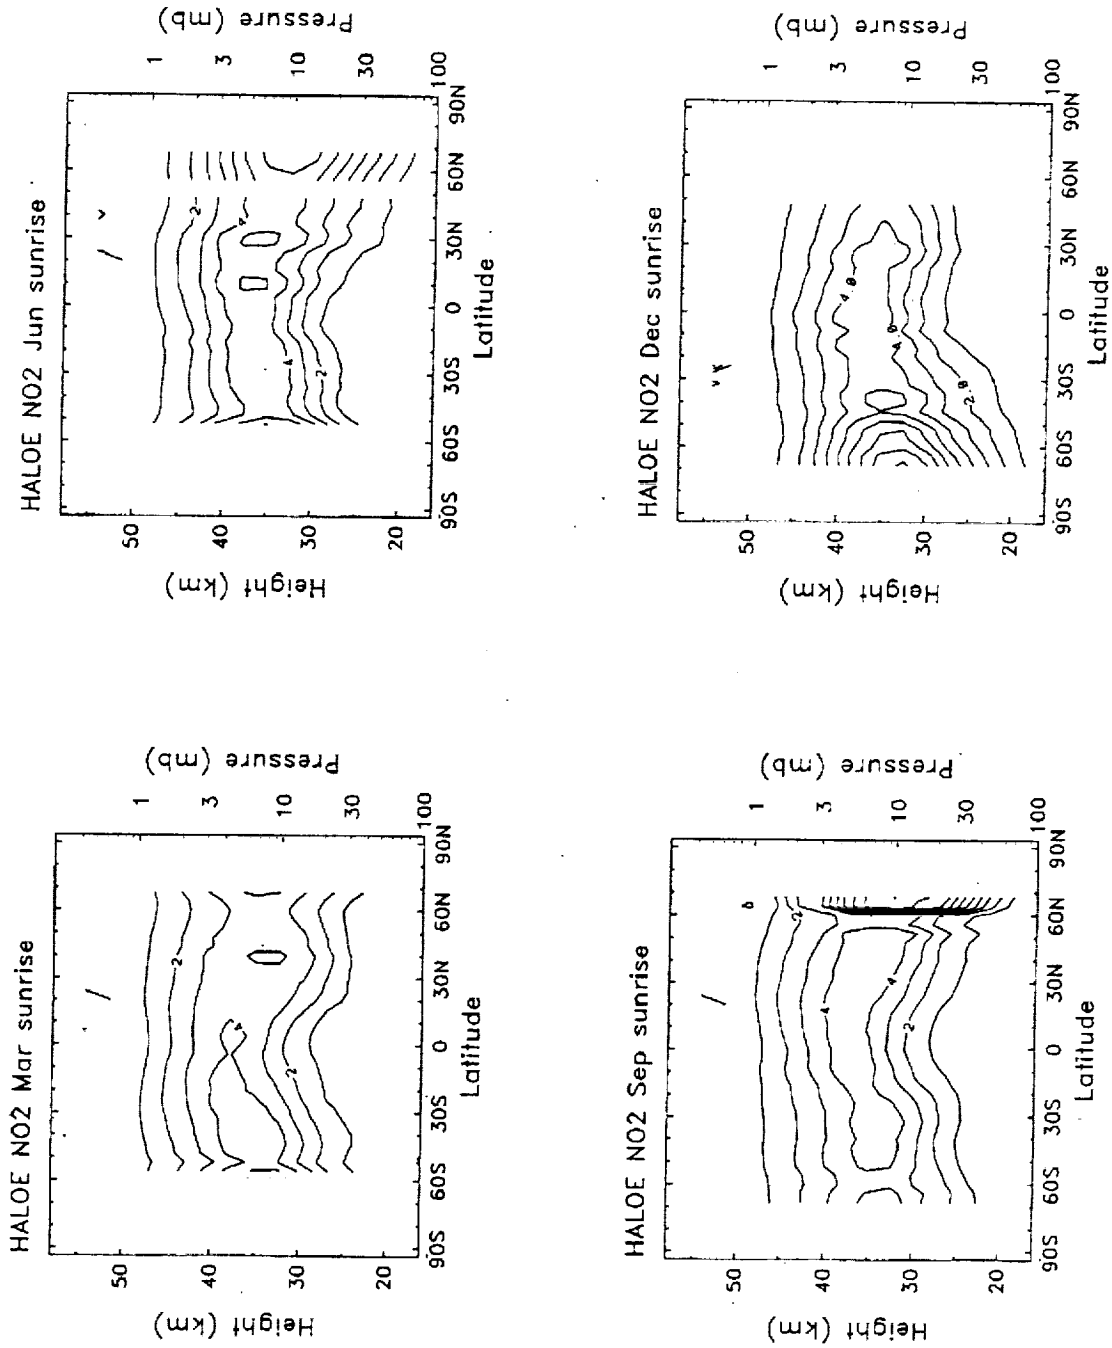 HALOE NO2 Mar sunrise
Height (km)
50
40
30
20
2
4
2
1
3
10
30
100
Pressure (mb)
90S 60S 30S 0 30N 60N 90N
Latitude
HALOE NO2 Jun sunrise
Height (km)
50
40
30
20
2
4
4
2
1
3
10
30
100
Pressure (mb)
90S 60S 30S 0 30N 60N 90N
Latitude
HALOE NO2 Sep sunrise
Height (km)
50
40
30
20
2
4
4
2
1
3
10
30
100
Pressure (mb)
90S 60S 30S 0 30N 60N 90N
Latitude
HALOE NO2 Dec sunrise
Height (km)
50
40
30
20
4.0
4.0
2.0
1
3
10
30
100
Pressure (mb)
90S 60S 30S 0 30N 60N 90N
Latitude